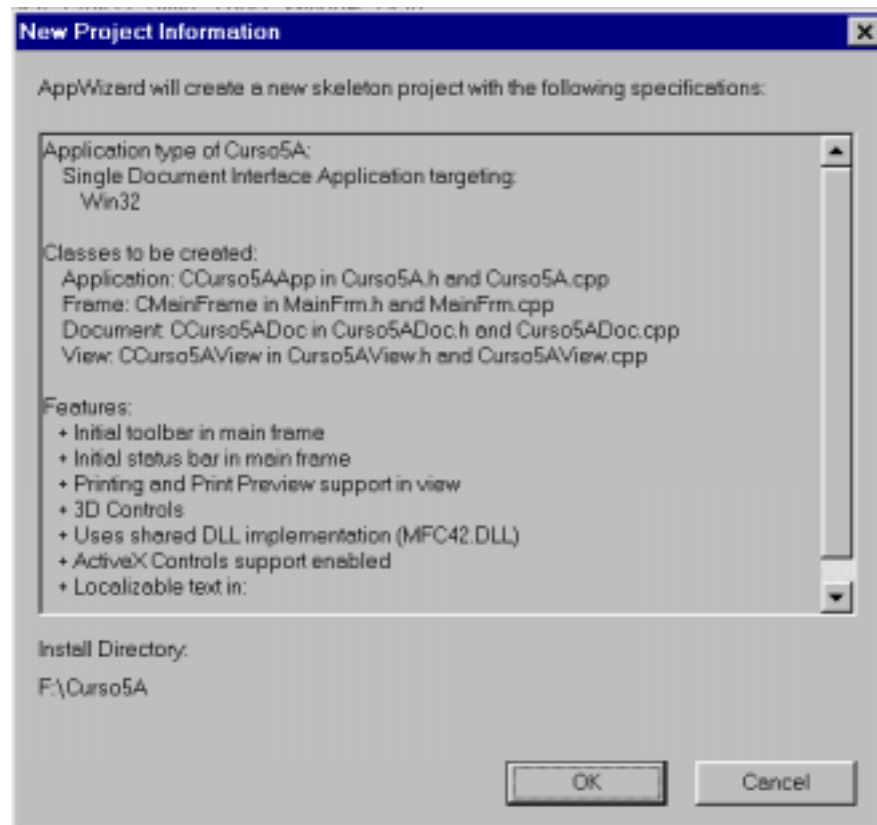 New Project Information
AppWizard will create a new skeleton project with the following specifications:
Application type of Curso5A:
Single Document Interface Application targeting:
Win32
Classes to be created:
Application: CCurso5AApp in Curso5A.h and Curso5A.cpp
Frame: CMainFrame in MainFrm.h and MainFrm.cpp
Document: CCurso5ADoc in Curso5ADoc.h and Curso5ADoc.cpp
View: CCurso5AView in Curso5AView.h and Curso5AView.cpp
Features:
+ Initial toolbar in main frame
+ Initial status bar in main frame
+ Printing and Print Preview support in view
+ 3D Controls
+ Uses shared DLL implementation (MFC42.DLL)
+ ActiveX Controls support enabled
+ Localizable text in:
Install Directory:
F:\Curso5A
OK
Cancel